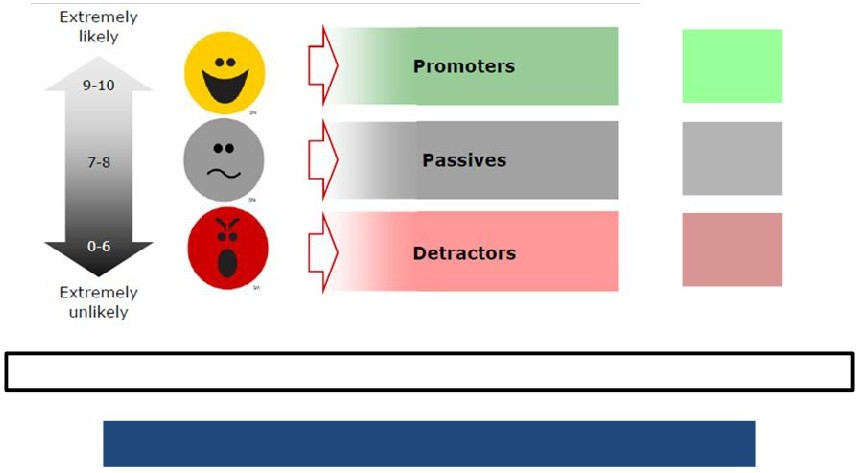 Extremely
likely
9-10
Promoters
7-8
Passives
0-6
Detractors
Extremely
unlikely